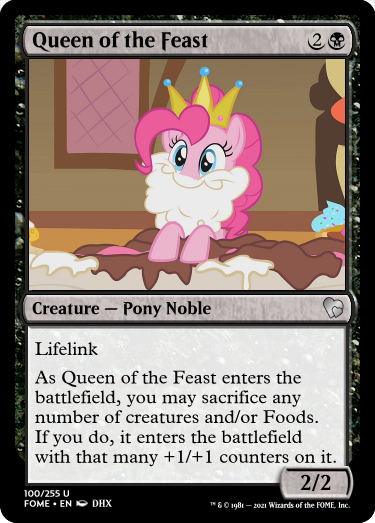 Queen of the Feast 2
Creature — Pony Noble
Lifelink
As Queen of the Feast enters the
battlefield, you may sacrifice any
number of creatures and/or Foods.
If you do, it enters the battlefield
with that many +1/+1 counters on it.
2/2
100/255 U
FOME • EN DHX
™ & © 1981 – 2021 Wizards of the FOME, INC.